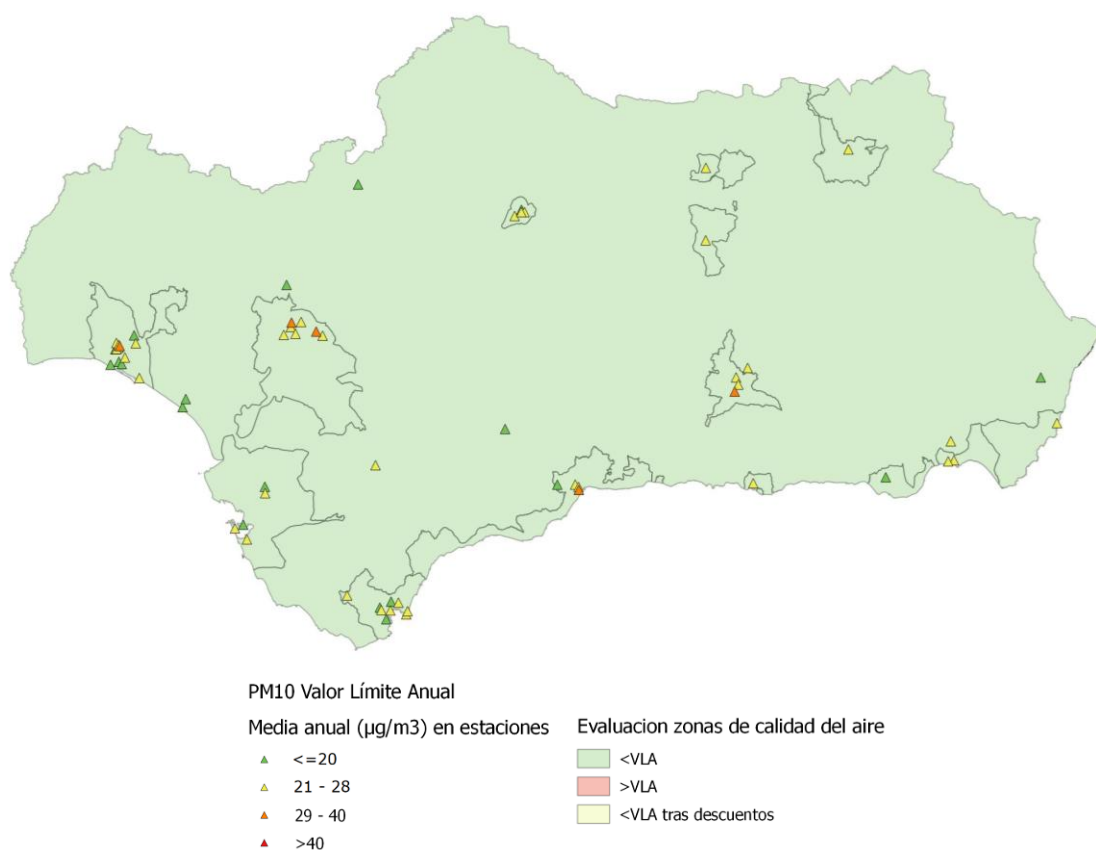 PM10 Valor Límite Anual
Media anual (µg/m3) en estaciones
<=20
21 - 28
29 - 40
>40
Evaluacion zonas de calidad del aire
<VLA
>VLA
<VLA tras descuentos